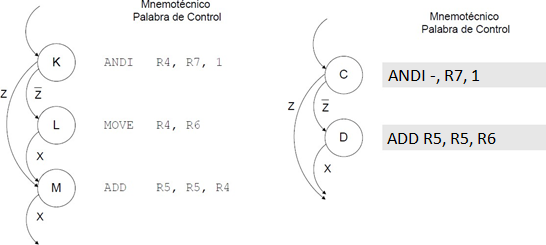 Mnemotécnico
Palabra de Control
K ANDI R4, R7, 1
Z Z̅
L MOVE R4, R6
X
M ADD R5, R5, R4
X
Mnemotécnico
Palabra de Control
C ANDI -, R7, 1
Z Z̅
D ADD R5, R5, R6
X